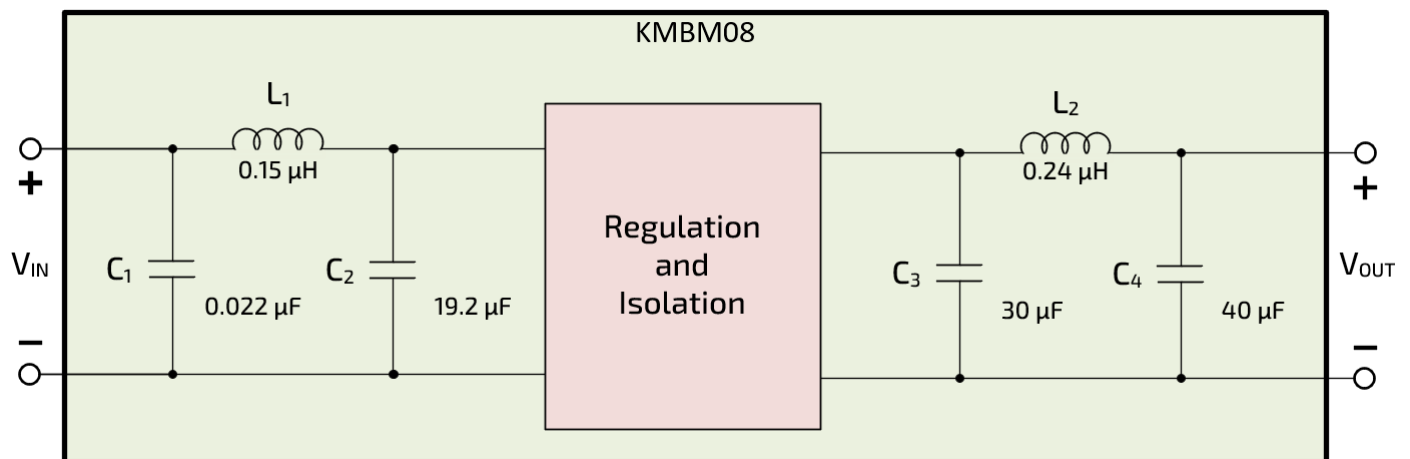 KMBM08
L₁
0.15 µH
L₂
0.24 µH
+
+
Regulation
and
Isolation
V_IN
C₁
0.022 µF
C₂
19.2 µF
C₃
30 µF
C₄
40 µF
V_OUT
−
−